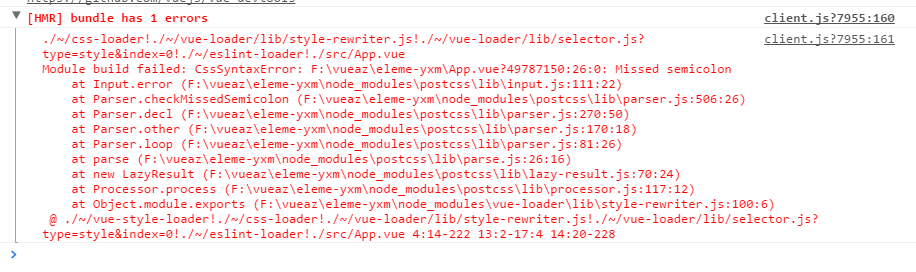 https://github.com/vuejs/vue-devtools
[HMR] bundle has 1 errors client.js?7955:160
./~/css-loader!./~/vue-loader/lib/style-rewriter.js!./~/vue-loader/lib/selector.js? client.js?7955:161
type=style&index=0!./~/eslint-loader!./src/App.vue
Module build failed: CssSyntaxError: F:\vueaz\eleme-yxm\App.vue?49787150:26:0: Missed semicolon
at Input.error (F:\vueaz\eleme-yxm\node_modules\postcss\lib\input.js:111:22)
at Parser.checkMissedSemicolon (F:\vueaz\eleme-yxm\node_modules\postcss\lib\parser.js:506:26)
at Parser.decl (F:\vueaz\eleme-yxm\node_modules\postcss\lib\parser.js:270:50)
at Parser.other (F:\vueaz\eleme-yxm\node_modules\postcss\lib\parser.js:170:18)
at Parser.loop (F:\vueaz\eleme-yxm\node_modules\postcss\lib\parser.js:81:26)
at parse (F:\vueaz\eleme-yxm\node_modules\postcss\lib\parse.js:26:16)
at new LazyResult (F:\vueaz\eleme-yxm\node_modules\postcss\lib\lazy-result.js:70:24)
at Processor.process (F:\vueaz\eleme-yxm\node_modules\postcss\lib\processor.js:117:12)
at Object.module.exports (F:\vueaz\eleme-yxm\node_modules\vue-loader\lib\style-rewriter.js:100:6)
@ ./~/vue-style-loader!./~/css-loader!./~/vue-loader/lib/style-rewriter.js!./~/vue-loader/lib/selector.js?
type=style&index=0!./~/eslint-loader!./src/App.vue 4:14-222 13:2-17:4 14:20-228